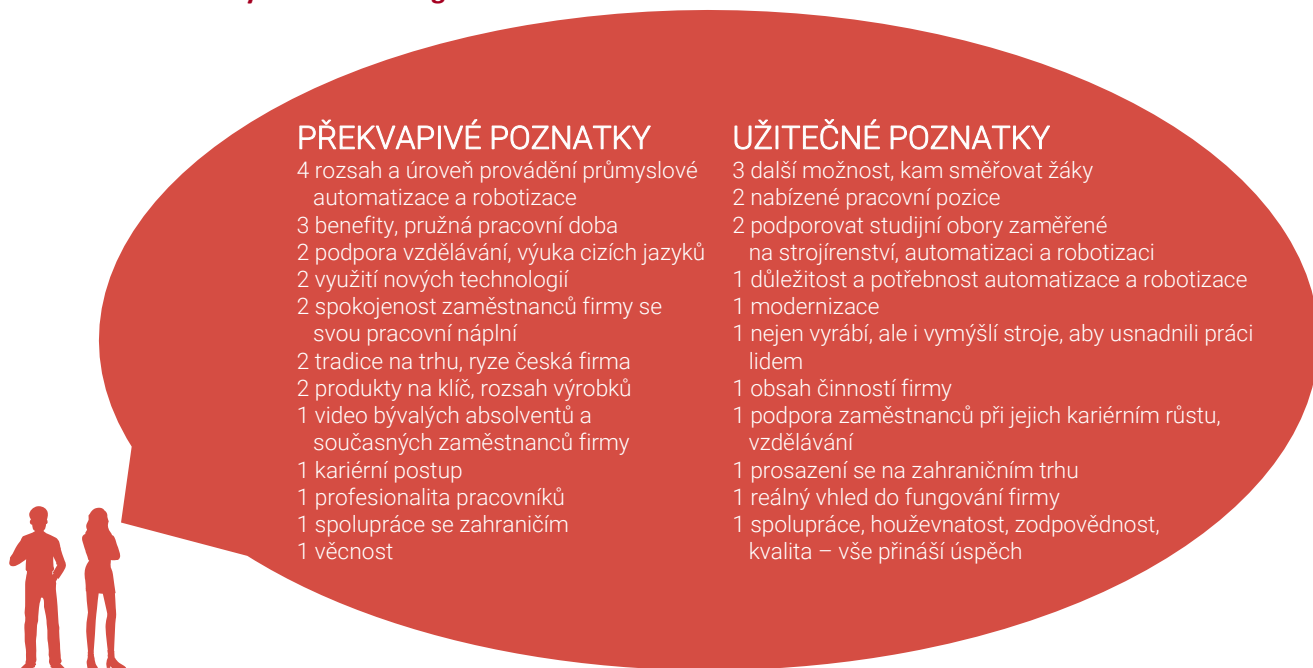 PŘEKVAPIVÉ POZNATKY
4 rozsah a úroveň provádění průmyslové
automatizace a robotizace
3 benefity, pružná pracovní doba
2 podpora vzdělávání, výuka cizích jazyků
2 využití nových technologií
2 spokojenost zaměstnanců firmy se
svou pracovní náplní
2 tradice na trhu, ryze česká firma
2 produkty na klíč, rozsah výrobků
1 video bývalých absolventů a
současných zaměstnanců firmy
1 kariérní postup
1 profesionalita pracovníků
1 spolupráce se zahraničím
1 věcnost
UŽITEČNÉ POZNATKY
3 další možnost, kam směřovat žáky
2 nabízené pracovní pozice
2 podporovat studijní obory zaměřené
na strojírenství, automatizaci a robotizaci
1 důležitost a potřebnost automatizace a robotizace
1 modernizace
1 nejen vyrábí, ale i vymýšlí stroje, aby usnadnili práci
lidem
1 obsah činností firmy
1 podpora zaměstnanců při jejich kariérním růstu,
vzdělávání
1 prosazení se na zahraničním trhu
1 reálný vhled do fungování firmy
1 spolupráce, houževnatost, zodpovědnost,
kvalita – vše přináší úspěch